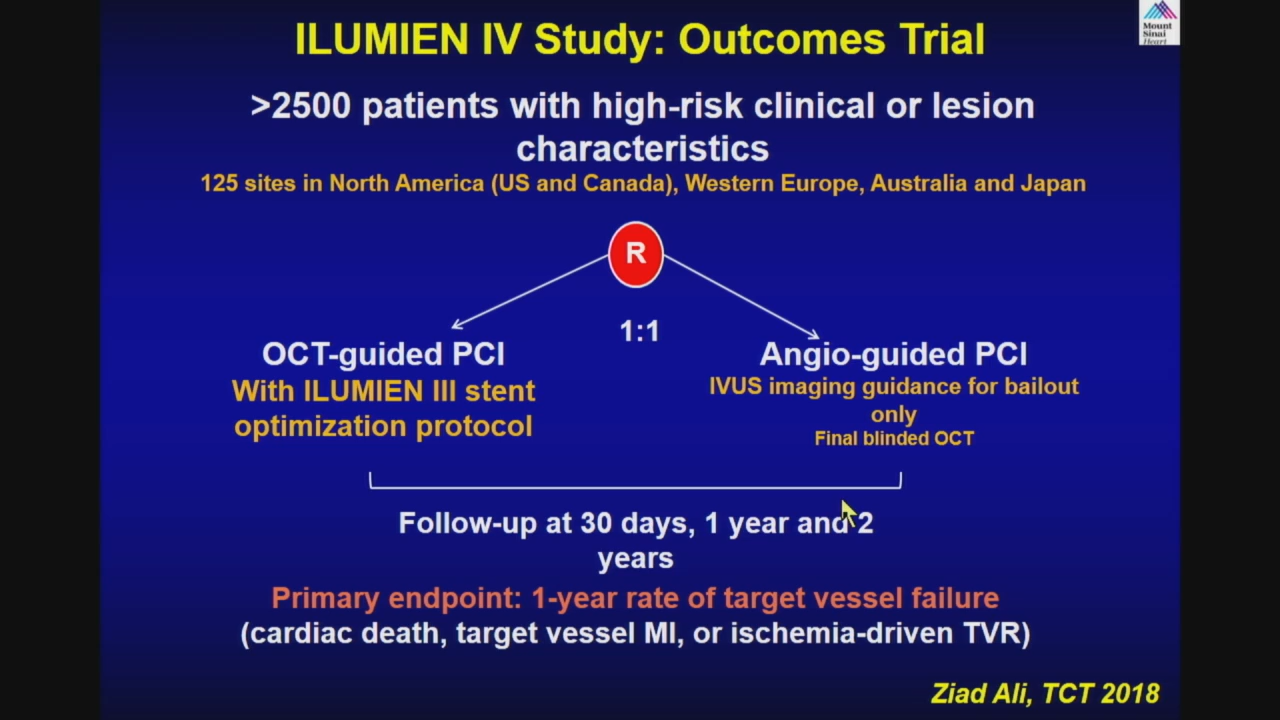 ILUMIEN IV Study: Outcomes Trial
Mount
Sinai
Heart
>2500 patients with high-risk clinical or lesion
characteristics
125 sites in North America (US and Canada), Western Europe, Australia and Japan
R
1:1
OCT-guided PCI
With ILUMIEN III stent
optimization protocol
Angio-guided PCI
IVUS imaging guidance for bailout
only
Final blinded OCT
Follow-up at 30 days, 1 year and 2
years
Primary endpoint: 1-year rate of target vessel failure
(cardiac death, target vessel MI, or ischemia-driven TVR)
Ziad Ali, TCT 2018